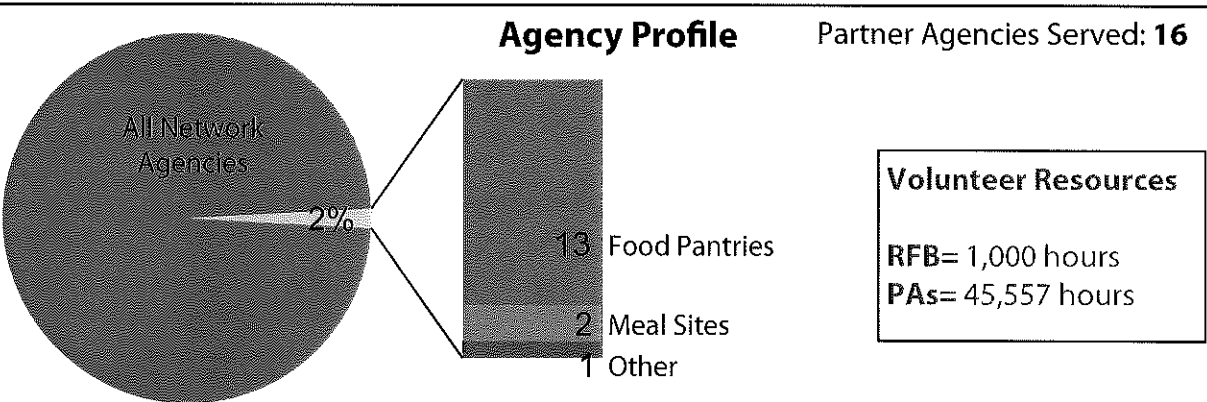 Agency Profile
Partner Agencies Served: 16
All Network
Agencies
2%
13 Food Pantries
2 Meal Sites
1 Other
Volunteer Resources
RFB= 1,000 hours
PAs= 45,557 hours